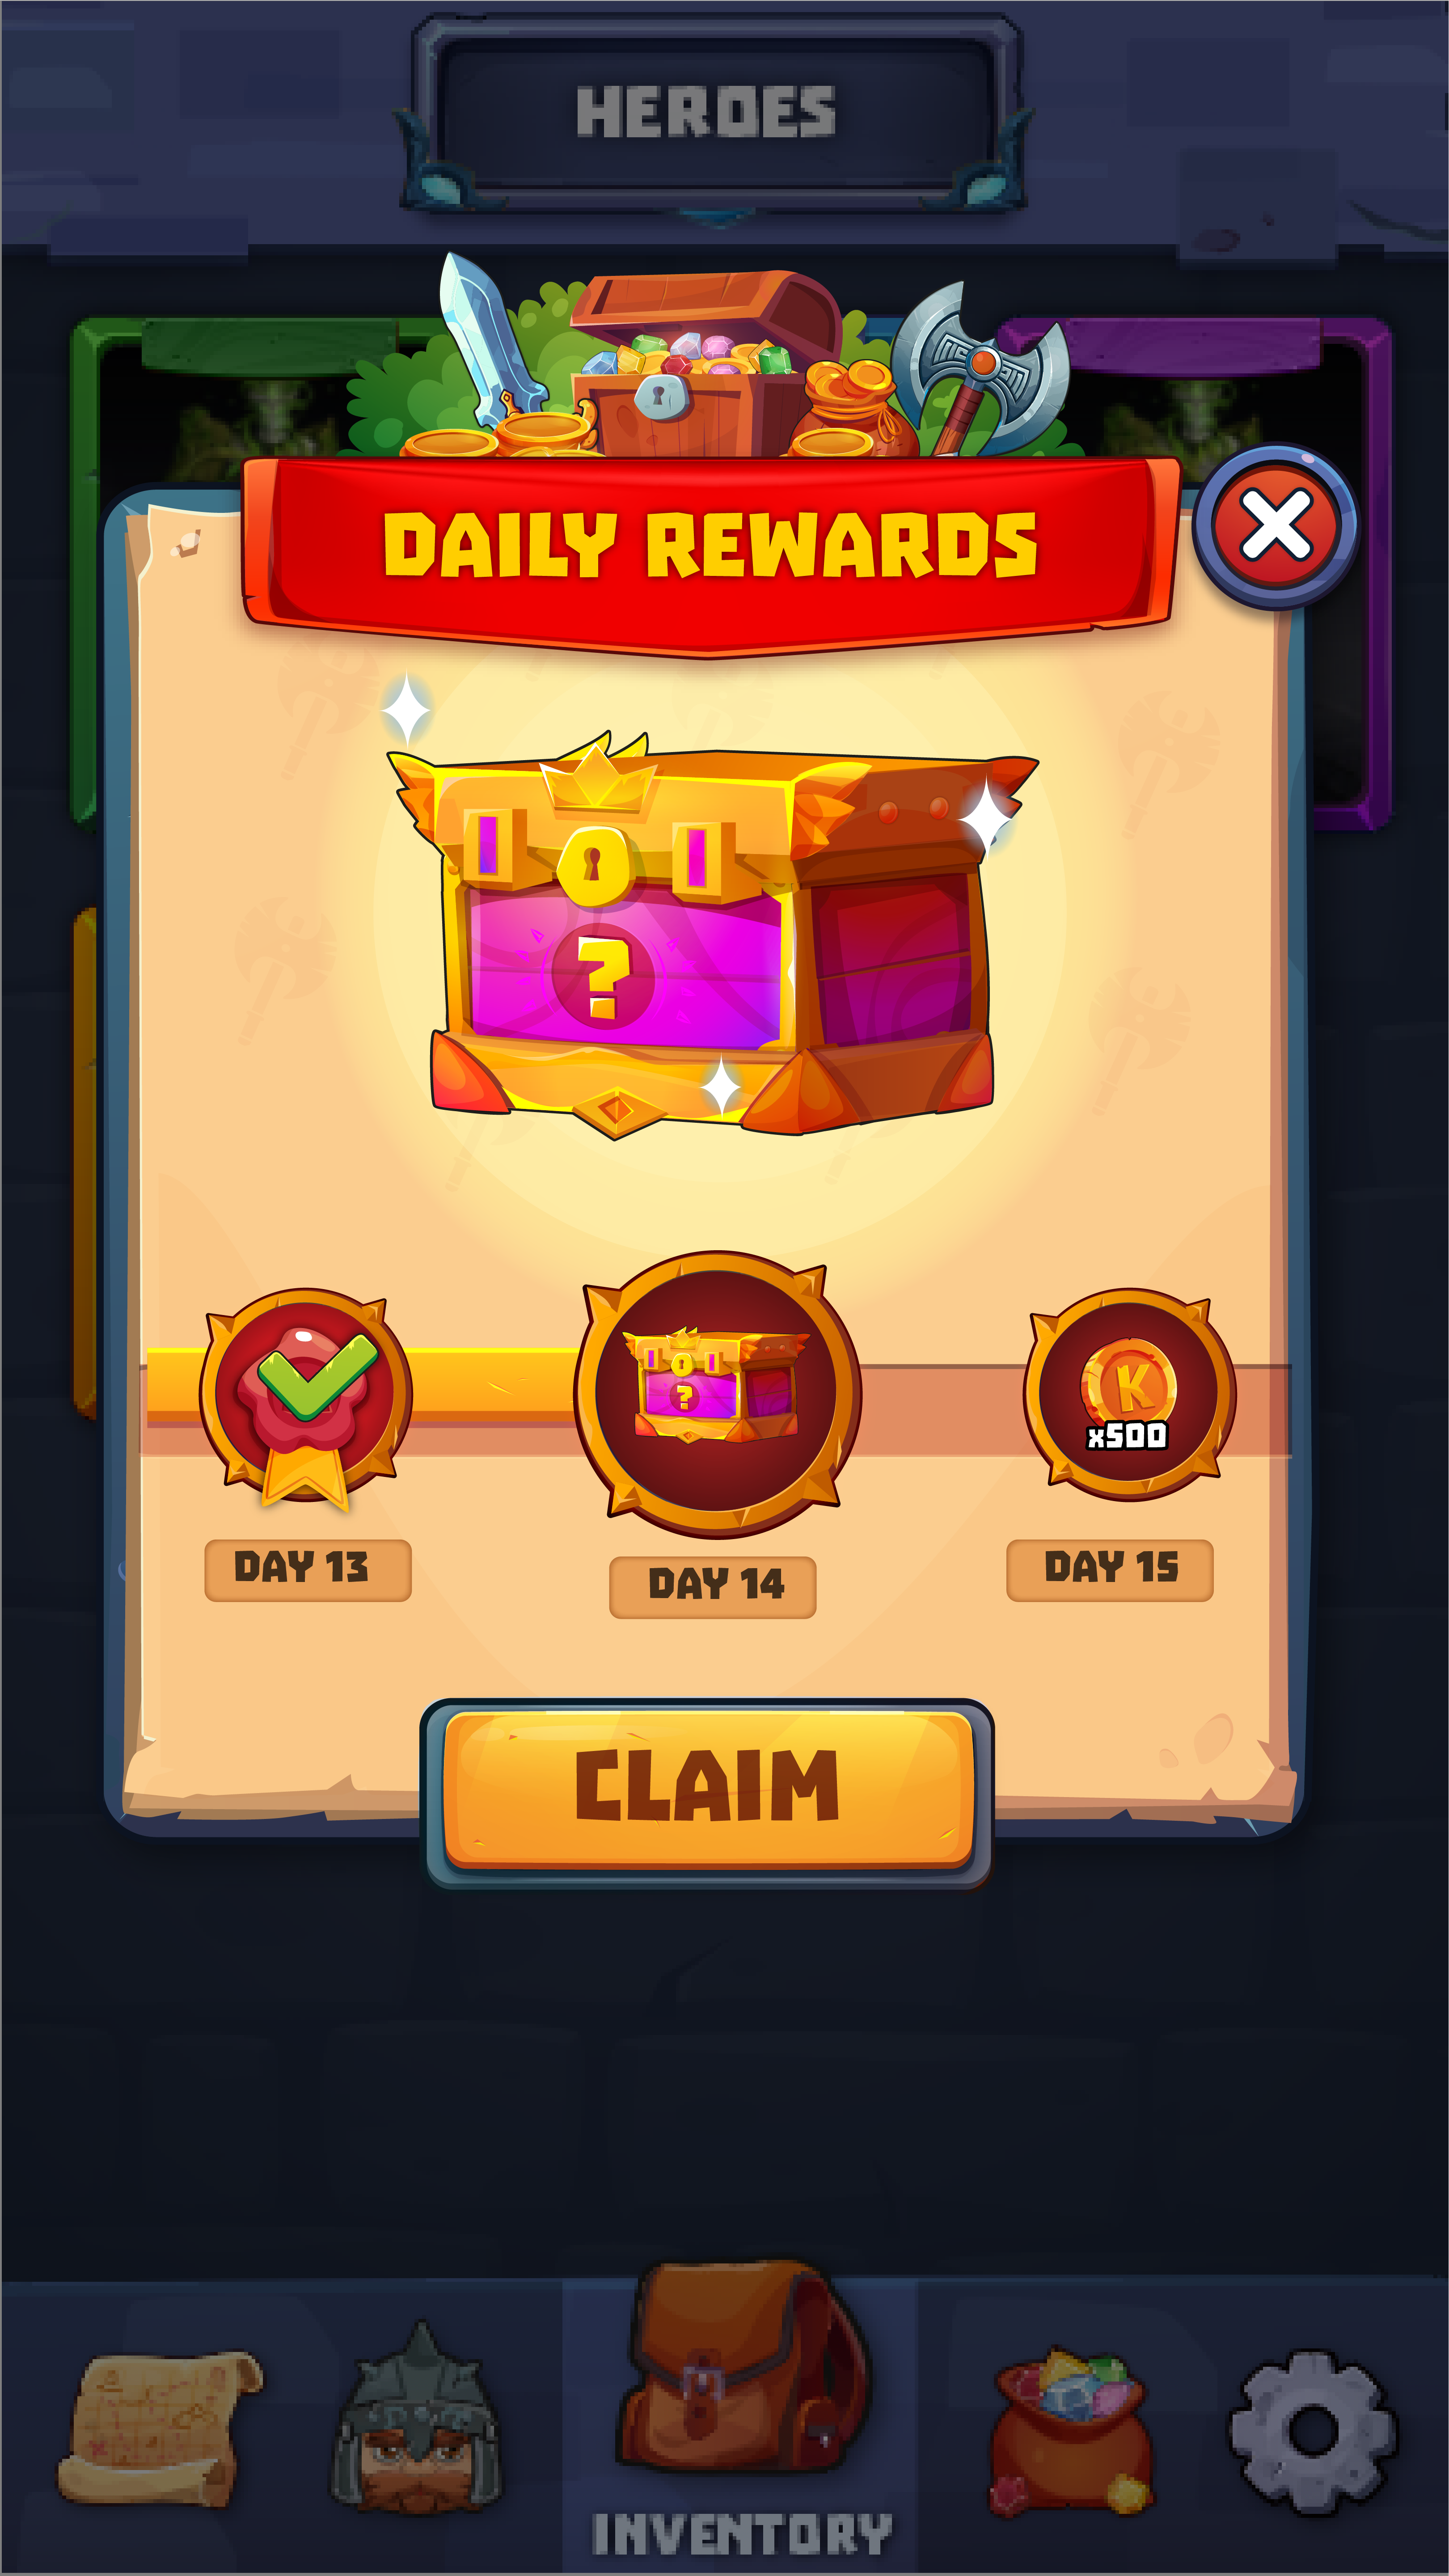 HEROES
DAILY REWARDS
?
?
K
x500
DAY 13
DAY 14
DAY 15
CLAIM
INVENTORY